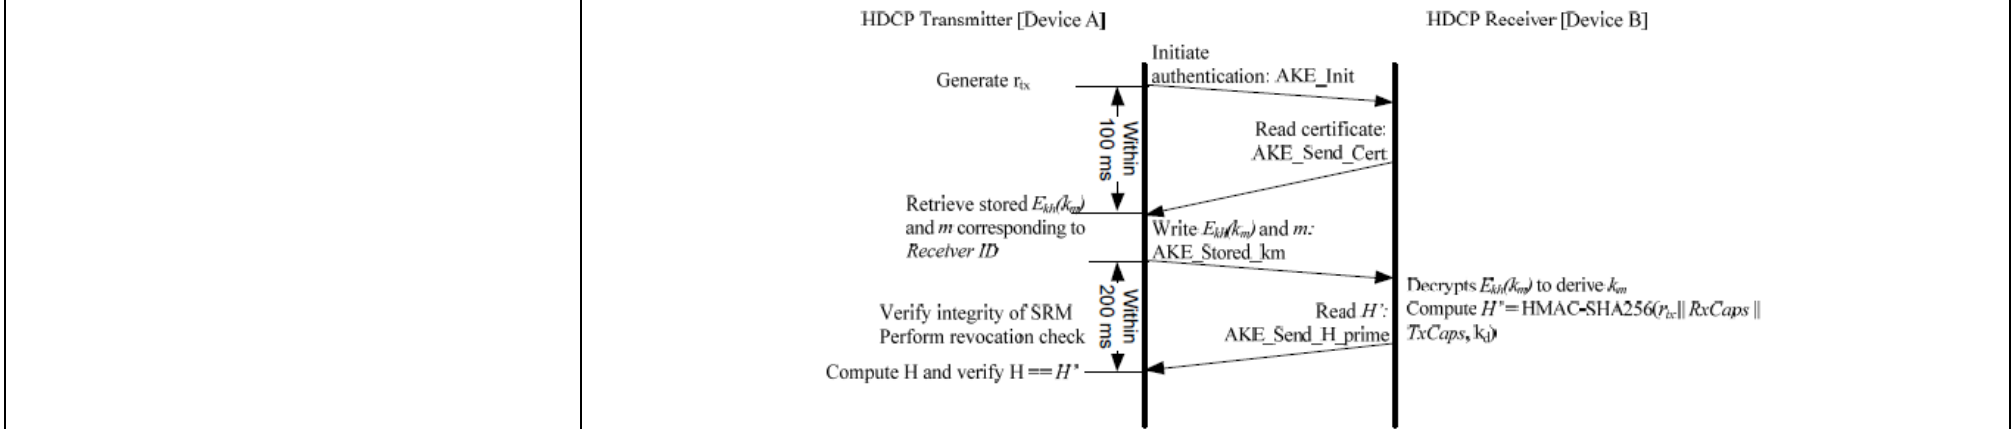 HDCP Transmitter [Device A]
HDCP Receiver [Device B]
Initiate
authentication: AKE_Init
Generate rtx
Within
100 ms
Read certificate:
AKE_Send_Cert
Retrieve stored Ekh(km)
and m corresponding to
Receiver ID
Write Ekh(km) and m:
AKE_Stored_km
Within
200 ms
Decrypts Ekh(km) to derive km
Compute H'=HMAC-SHA256(rtx|| RxCaps ||
TxCaps, kd)
Verify integrity of SRM
Perform revocation check
Read H':
AKE_Send_H_prime
Compute H and verify H == H'